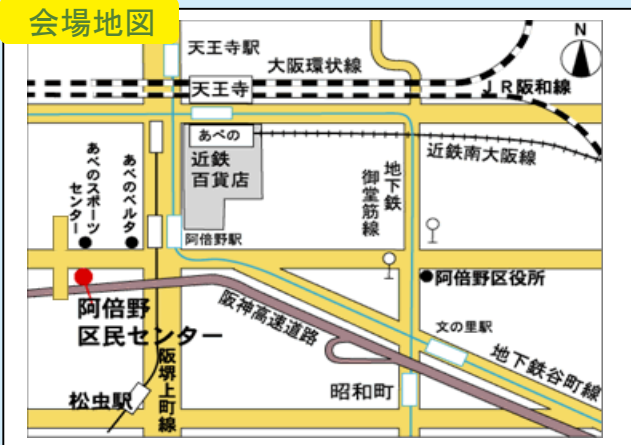 会場地図
N
天王寺駅
大阪環状線
天王寺
JR阪和線
あべの
近鉄
百貨店
近鉄南大阪線
地下鉄
御堂筋線
あべのスポーツ
センター
あべのベルタ
阿倍野駅
阿倍野区役所
阿倍野
区民センター
阪神高速道路
文の里駅
地下鉄谷町線
阪堺上町線
昭和町
松虫駅